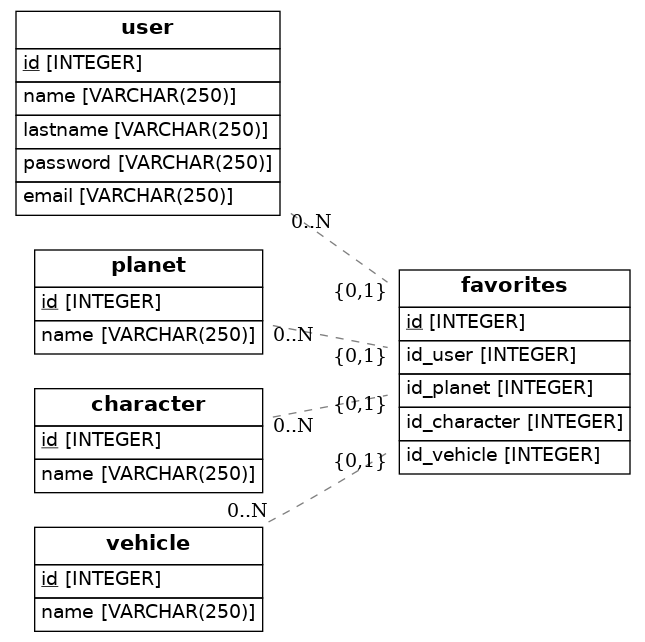 user
id [INTEGER]
name [VARCHAR(250)]
lastname [VARCHAR(250)]
password [VARCHAR(250)]
email [VARCHAR(250)]
0..N
{0,1}
planet
id [INTEGER]
name [VARCHAR(250)]
0..N
{0,1}
character
id [INTEGER]
name [VARCHAR(250)]
0..N
{0,1}
vehicle
id [INTEGER]
name [VARCHAR(250)]
0..N
{0,1}
favorites
id [INTEGER]
id_user [INTEGER]
id_planet [INTEGER]
id_character [INTEGER]
id_vehicle [INTEGER]